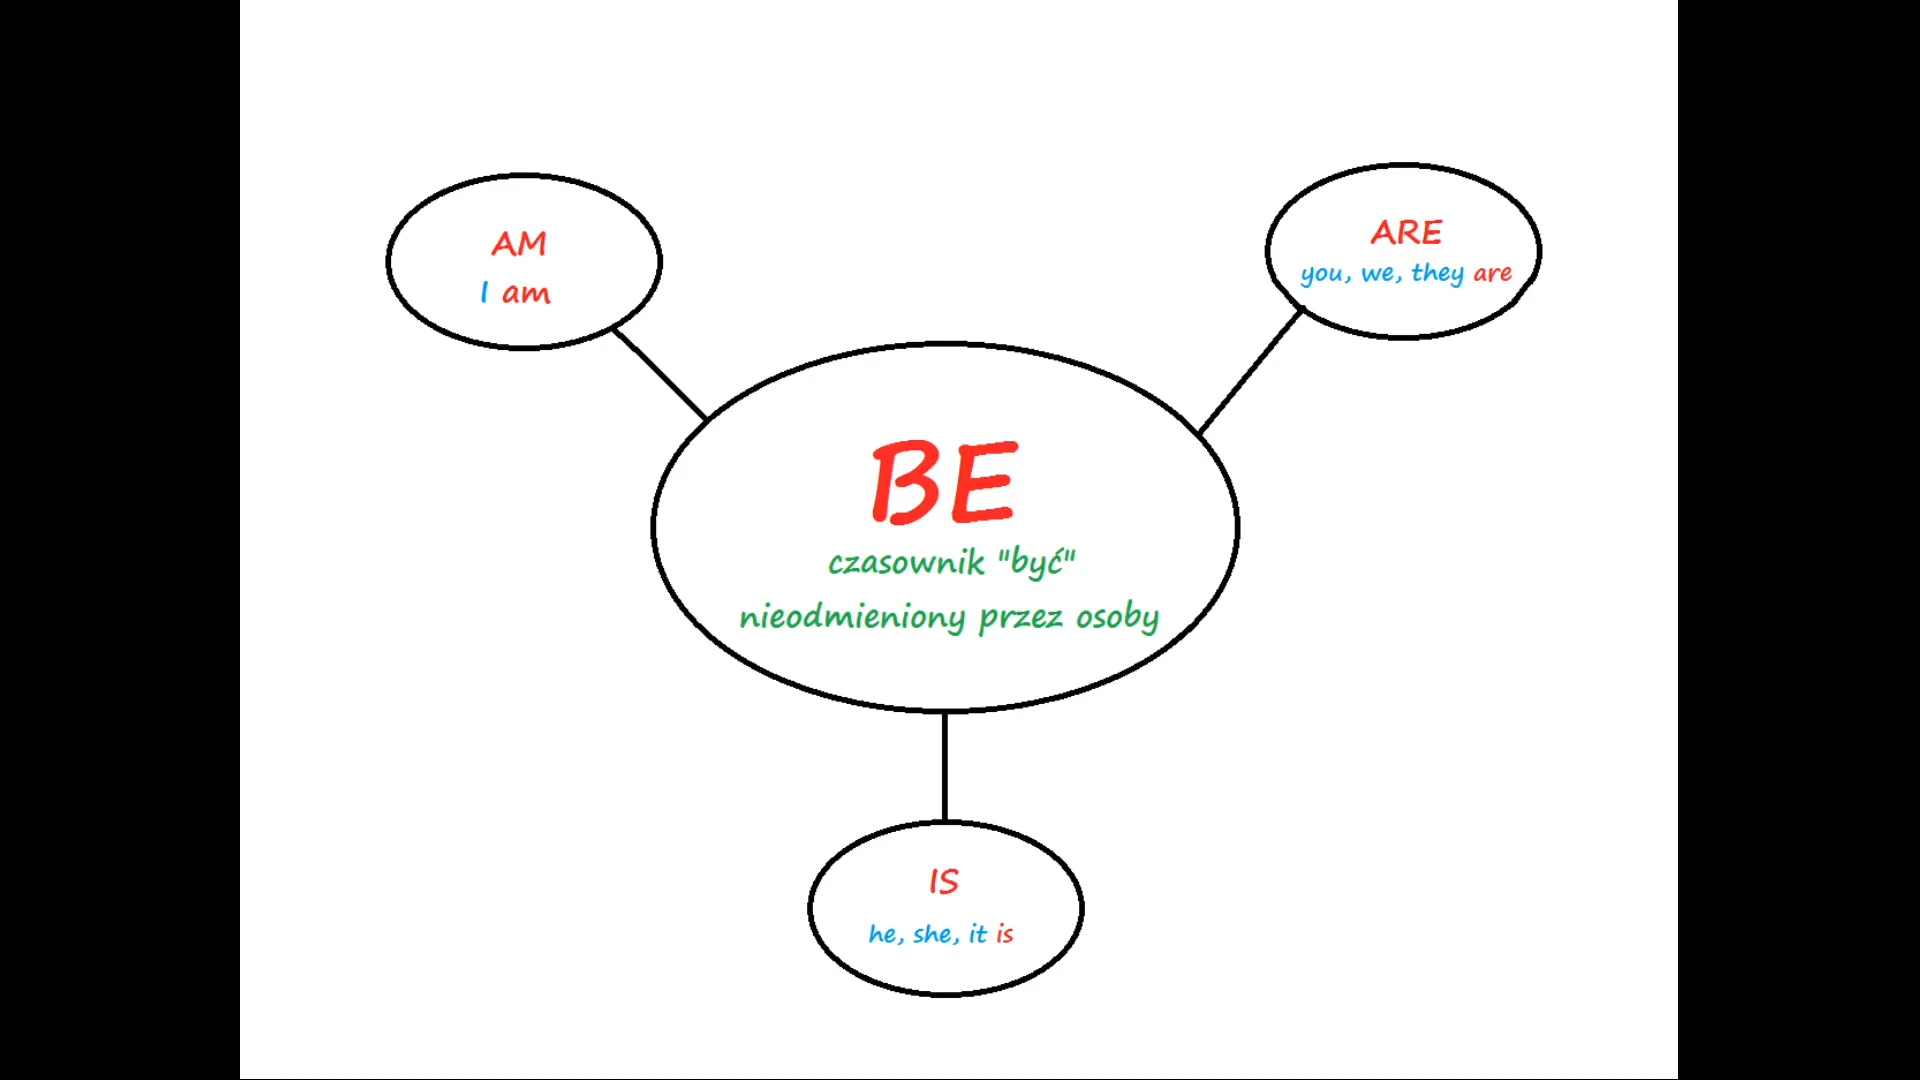 AM
I am
ARE
you, we, they are
BE
czasownik "być"
nieodmieniony przez osoby
IS
he, she, it is